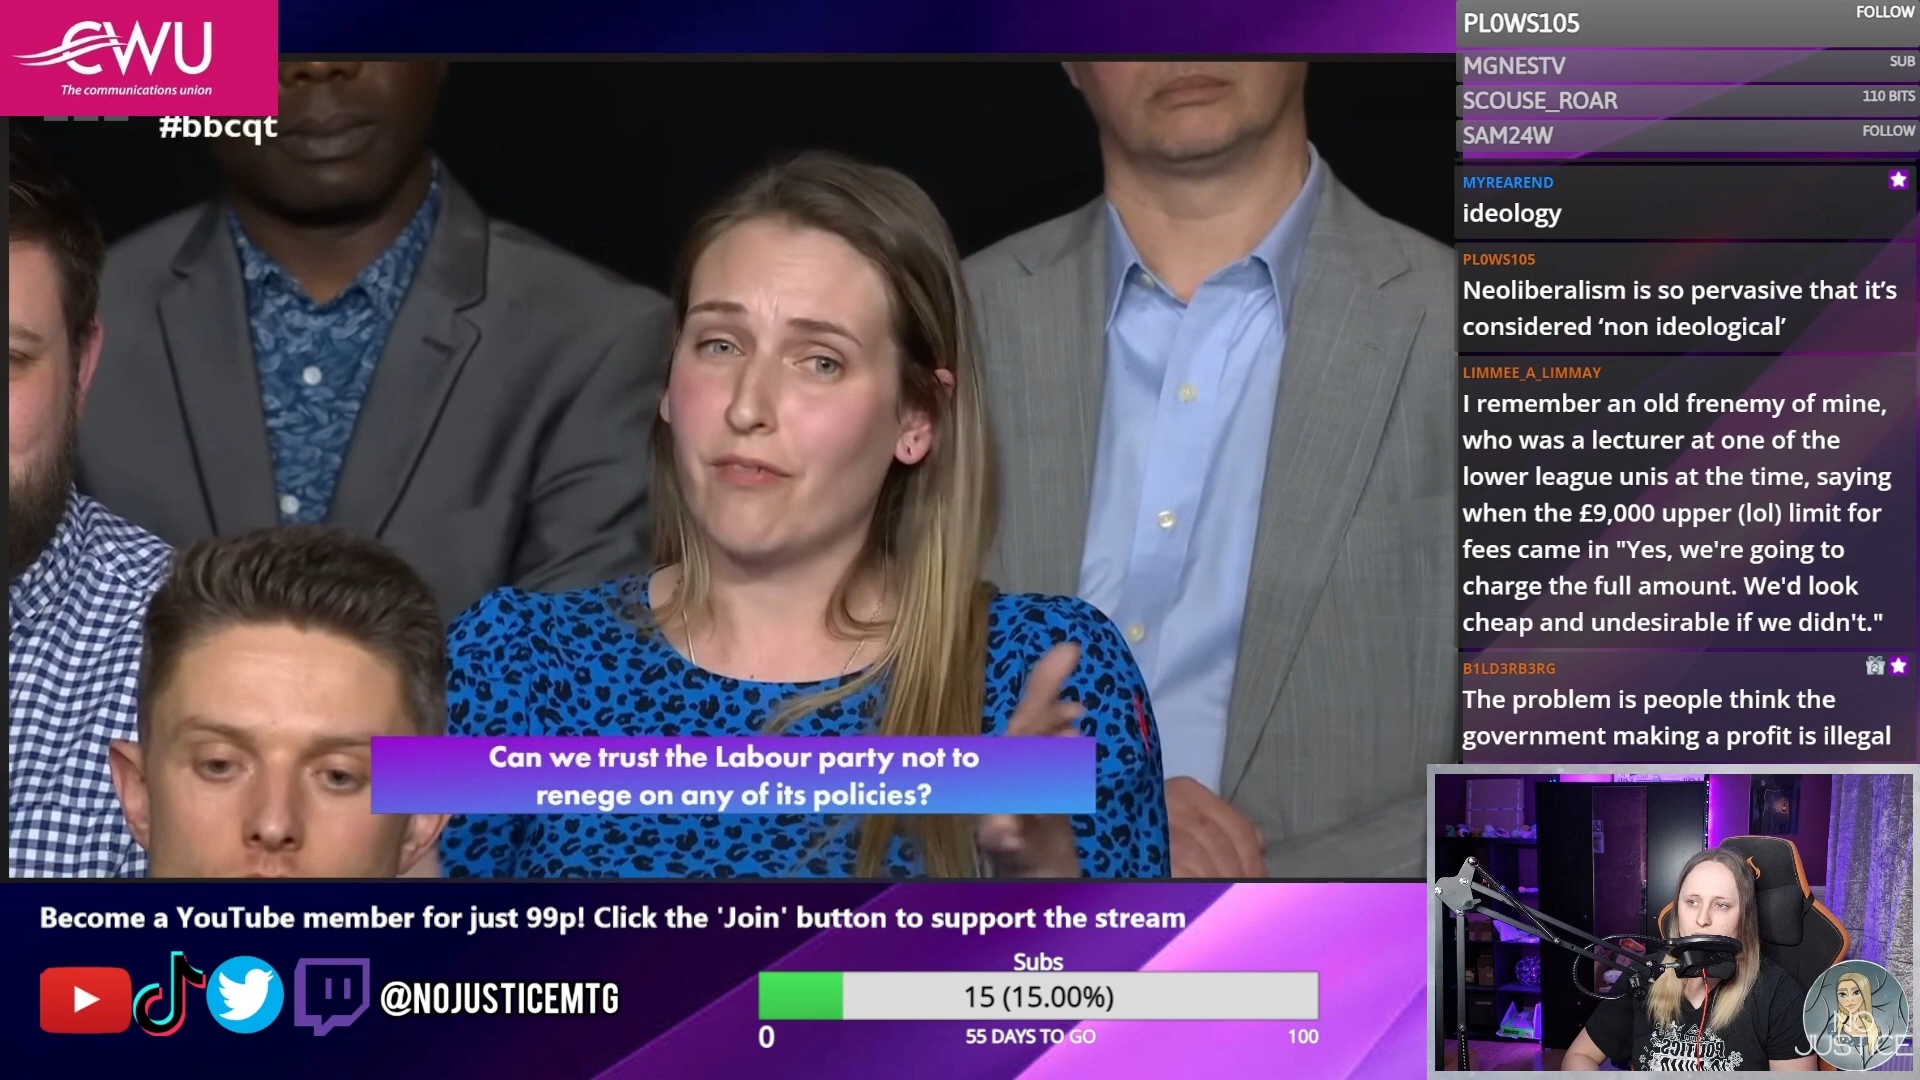 CWU
The communications union
#bbcqt
Can we trust the Labour party not to
renege on any of its policies?
PL0WS105 FOLLOW
MGNESTV SUB
SCOUSE_ROAR 110 BITS
SAM24W FOLLOW
MYREAREND
ideology
PL0WS105
Neoliberalism is so pervasive that it’s
considered ‘non ideological’
LIMMEE_A_LIMMAY
I remember an old frenemy of mine,
who was a lecturer at one of the
lower league unis at the time, saying
when the £9,000 upper (lol) limit for
fees came in "Yes, we're going to
charge the full amount. We'd look
cheap and undesirable if we didn't."
B1LD3RB3RG
The problem is people think the
government making a profit is illegal
Become a YouTube member for just 99p! Click the 'Join' button to support the stream
@NOJUSTICEMTG
Subs
15 (15.00%)
0 55 DAYS TO GO 100
NO
JUSTICE